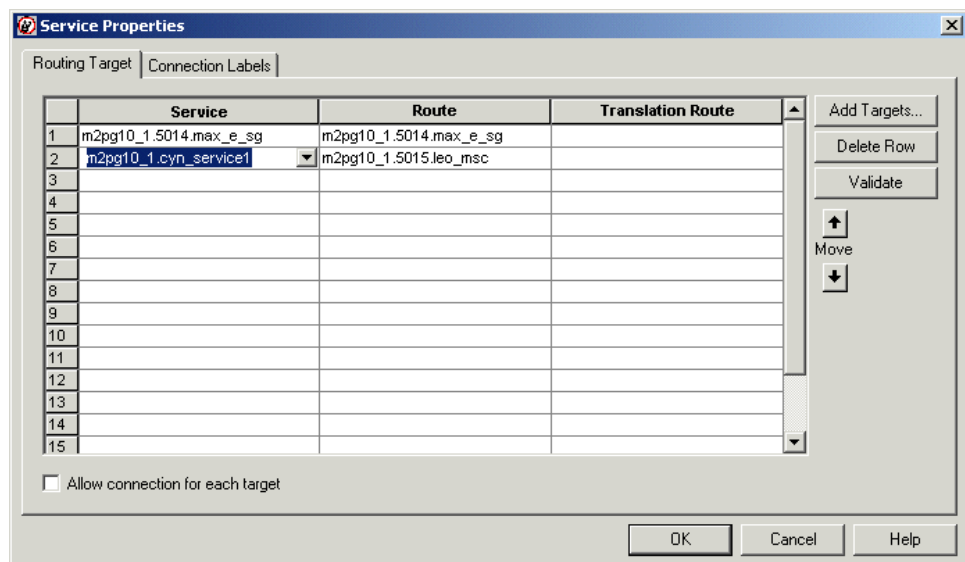 Service Properties
Routing Target Connection Labels
Service Route Translation Route
1 m2pg10_1.5014.max_e_sg m2pg10_1.5014.max_e_sg
2 m2pg10_1.cyn_service1 m2pg10_1.5015.leo_msc
3
4
5
6
7
8
9
10
11
12
13
14
15
Add Targets...
Delete Row
Validate
Move
Allow connection for each target
OK Cancel Help